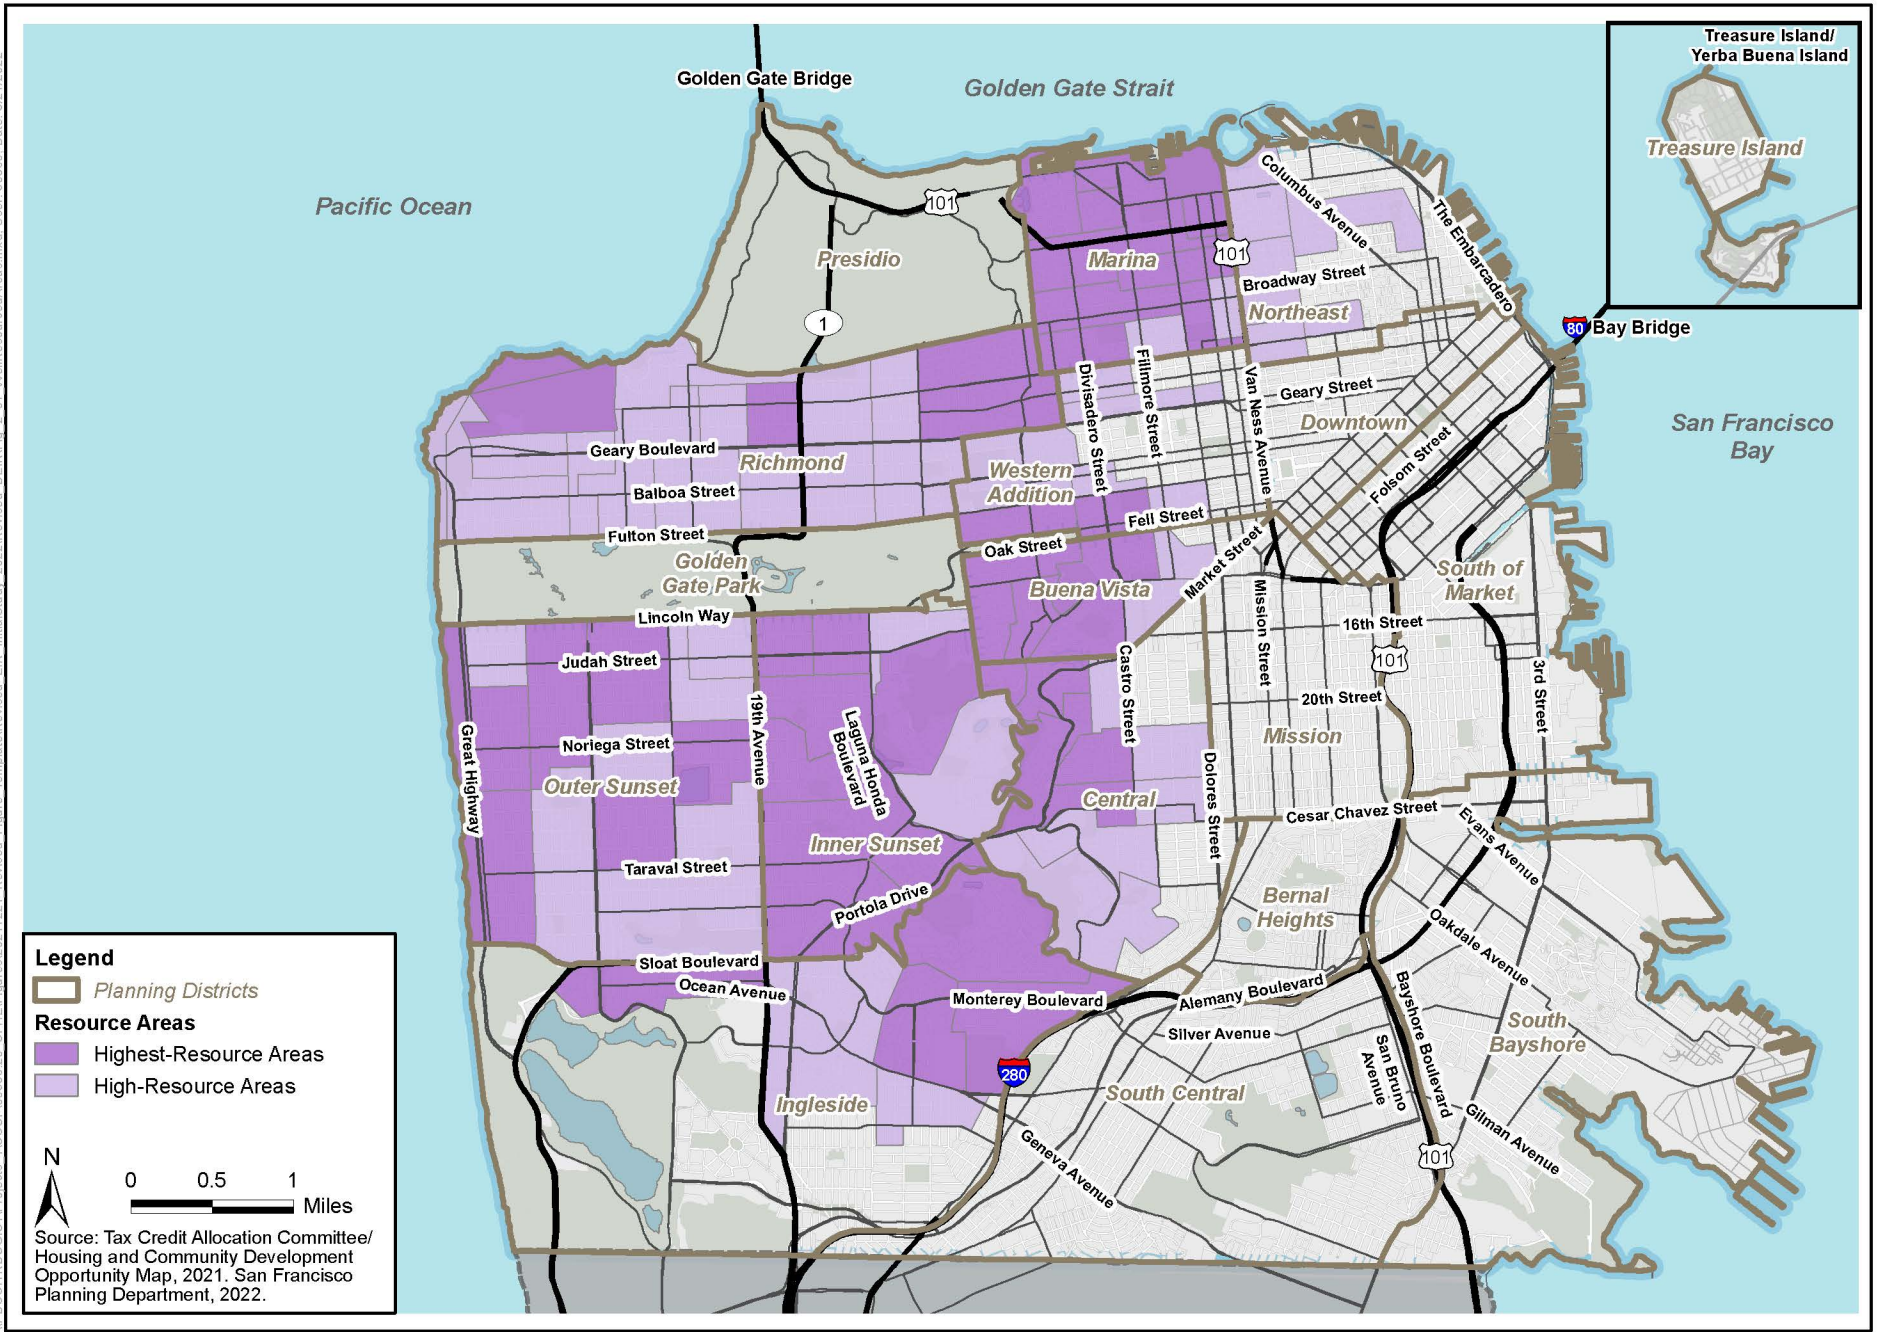 Treasure Island/
Yerba Buena Island
Treasure Island
Golden Gate Bridge
Golden Gate Strait
Pacific Ocean
101
Presidio
1
Marina
101
Columbus Avenue
The Embarcadero
Broadway Street
Northeast
80
Bay Bridge
San Francisco
Bay
Divisadero Street
Fillmore Street
Van Ness Avenue
Geary Street
Downtown
Folsom Street
Geary Boulevard
Richmond
Balboa Street
Western
Addition
Fulton Street
Fell Street
Oak Street
Market Street
Golden
Gate Park
Buena Vista
Mission Street
South of
Market
Lincoln Way
16th Street
101
Judah Street
Castro Street
20th Street
3rd Street
Great Highway
19th Avenue
Laguna Honda
Boulevard
Noriega Street
Mission
Outer Sunset
Dolores Street
Central
Cesar Chavez Street
Evans Avenue
Inner Sunset
Taraval Street
Portola Drive
Bernal
Heights
Oakdale Avenue
Sloat Boulevard
Ocean Avenue
Monterey Boulevard
Alemany Boulevard
Bayshore Boulevard
Silver Avenue
San Bruno
Avenue
South
Bayshore
280
Ingleside
South Central
Geneva Avenue
Gilman Avenue
101
Legend
Planning Districts
Resource Areas
Highest-Resource Areas
High-Resource Areas
N
0 0.5 1
Miles
Source: Tax Credit Allocation Committee/
Housing and Community Development
Opportunity Map, 2021. San Francisco
Planning Department, 2022.